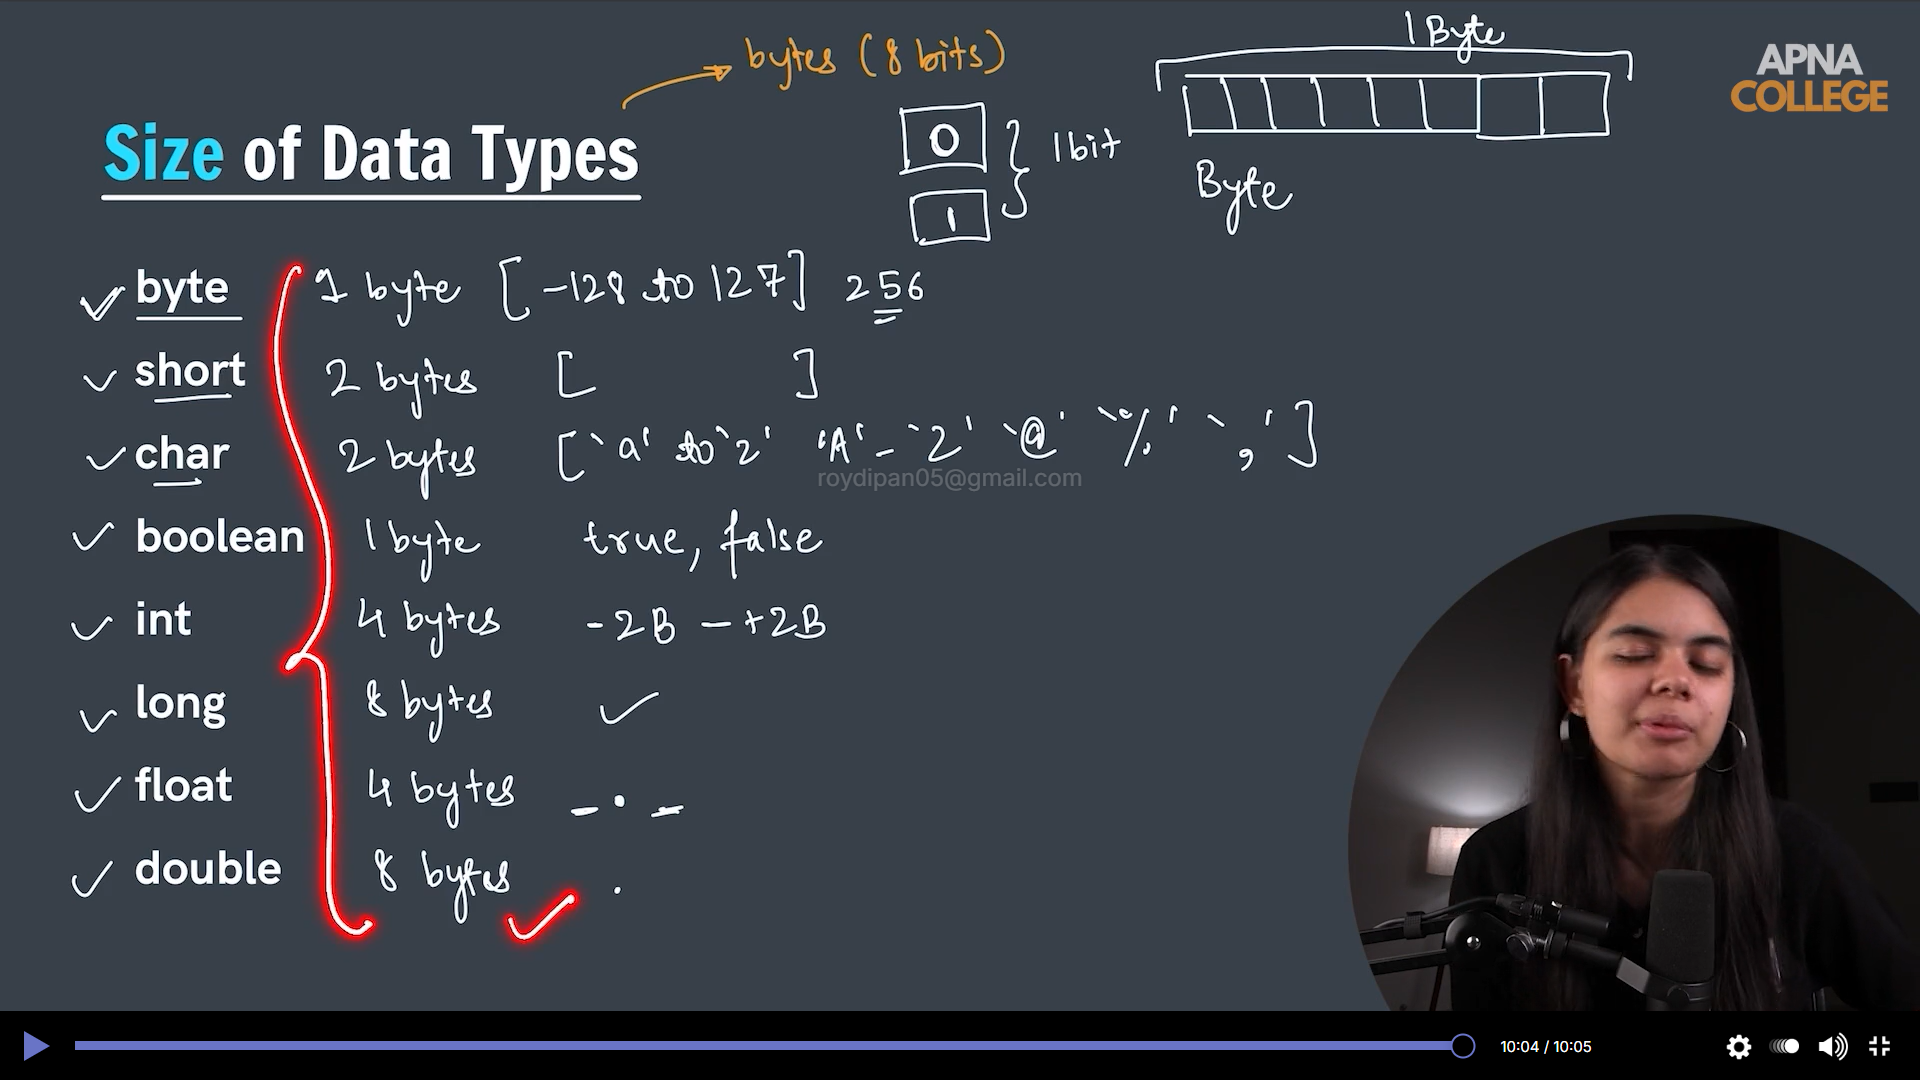 bytes (8 bits)
1 Byte
APNA
COLLEGE
Size of Data Types
0
1
1 bit
Byte
byte 1 byte [-128 to 127] 256
short 2 bytes [ ]
char 2 bytes ['a' to 'z' 'A' - 'Z' '@' '%' ',']
roydipan05@gmail.com
boolean 1 byte true, false
int 4 bytes -2B - +2B
long 8 bytes
float 4 bytes _._
double 8 bytes .
10:04 / 10:05